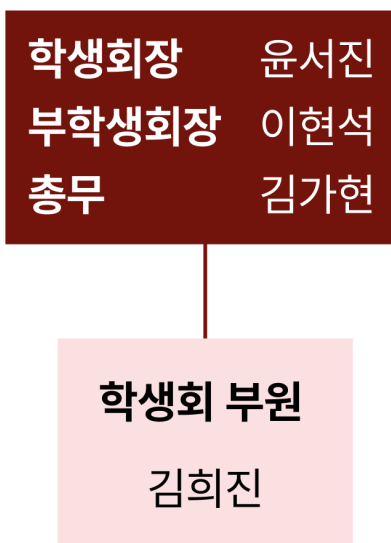 학생회장 윤서진
부학생회장 이현석
총무 김가현
학생회 부원
김희진